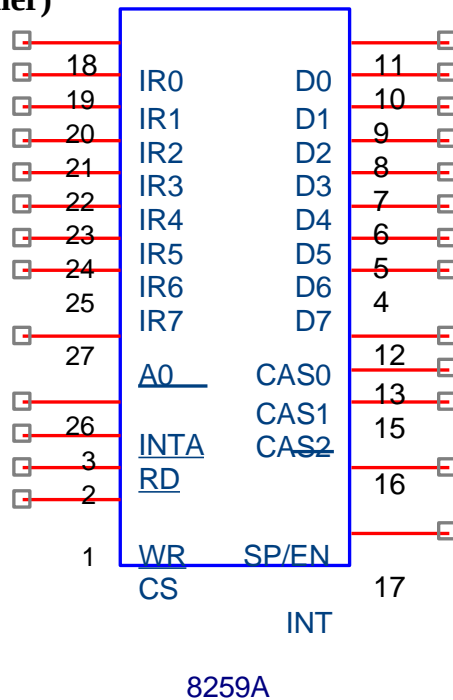 ler)
18 IR0 D0 11
19 IR1 D1 10
20 IR2 D2 9
21 IR3 D3 8
22 IR4 D4 7
23 IR5 D5 6
24 IR6 D6 5
25 IR7 D7 4
27 A0 CAS0 12
CAS1 13
26 INTA CAS2 15
3 RD 16
2
1 WR SP/EN
CS 17
INT
8259A